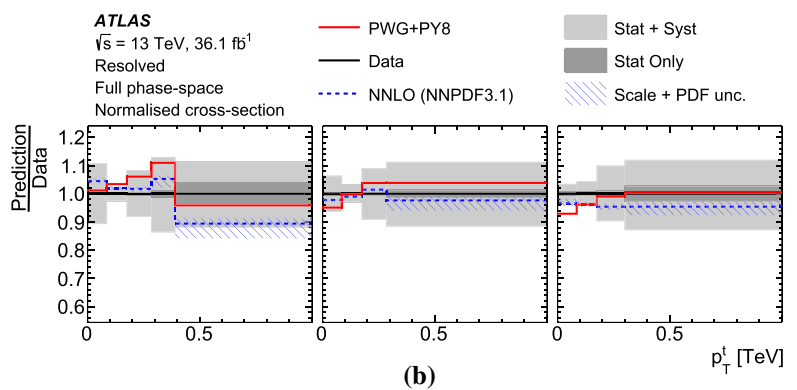 ATLAS
√s = 13 TeV, 36.1 fb⁻¹
Resolved
Full phase-space
Normalised cross-section
PWG+PY8
Data
NNLO (NNPDF3.1)
Stat + Syst
Stat Only
Scale + PDF unc.
Prediction
Data
1.2
1.1
1.0
0.9
0.8
0.7
0.6
0 0.5 0 0.5 0 0.5
p_T^t [TeV]
(b)